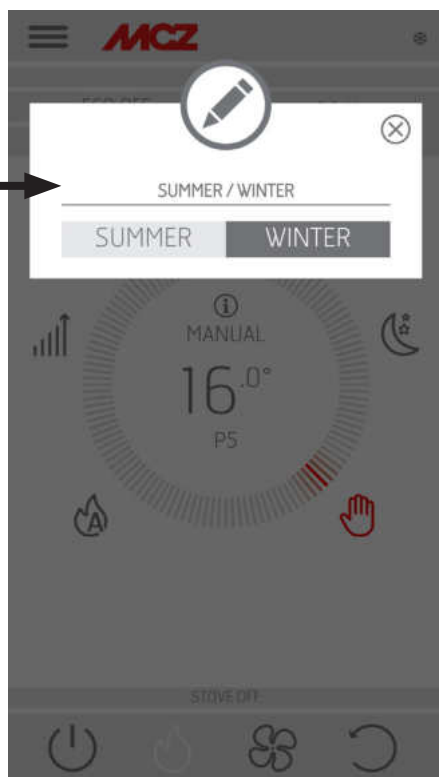 MCZ
SUMMER / WINTER
SUMMER WINTER
MANUAL
16.0°
P5
A
STOVE OFF